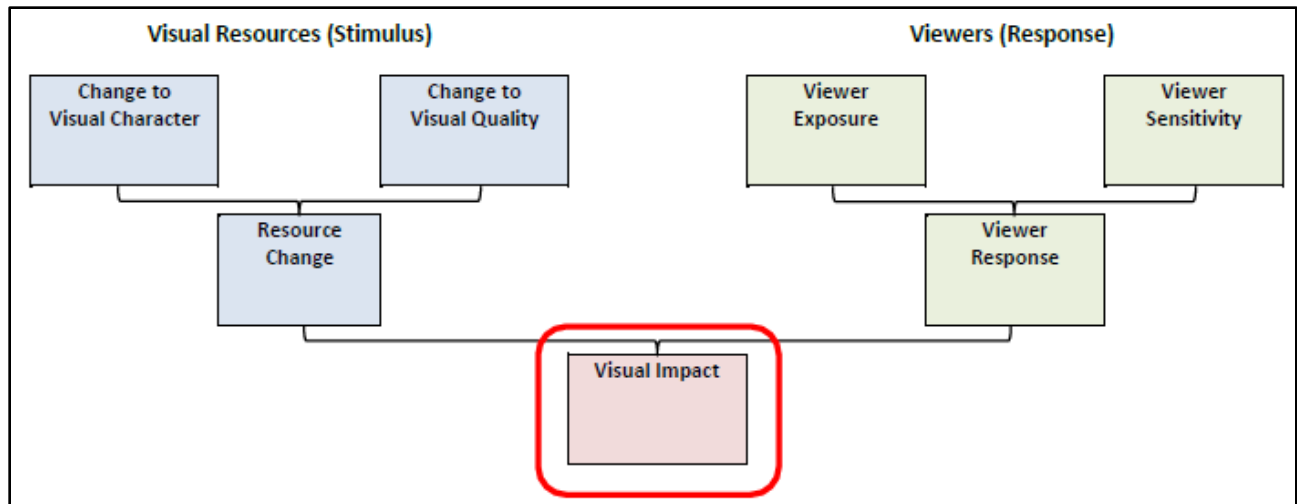 Visual Resources (Stimulus)
Viewers (Response)
Change to
Visual Character
Change to
Visual Quality
Viewer
Exposure
Viewer
Sensitivity
Resource
Change
Viewer
Response
Visual Impact